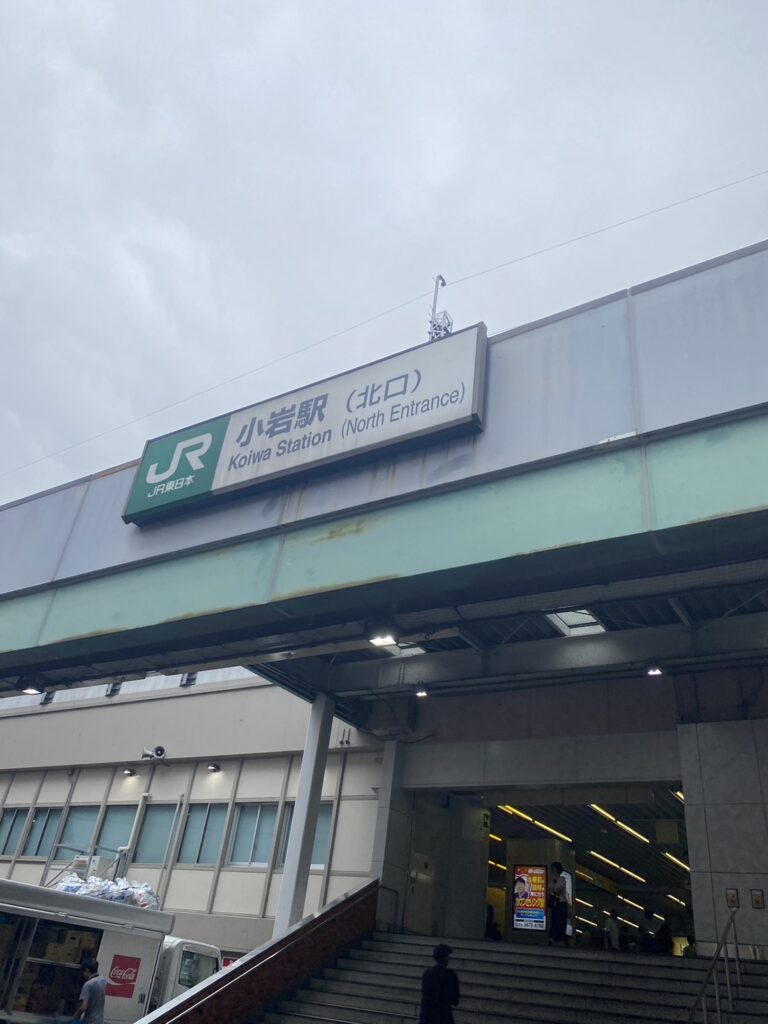 JR
JR東日本
小岩駅（北口）
Koiwa Station (North Entrance)
Coca-Cola